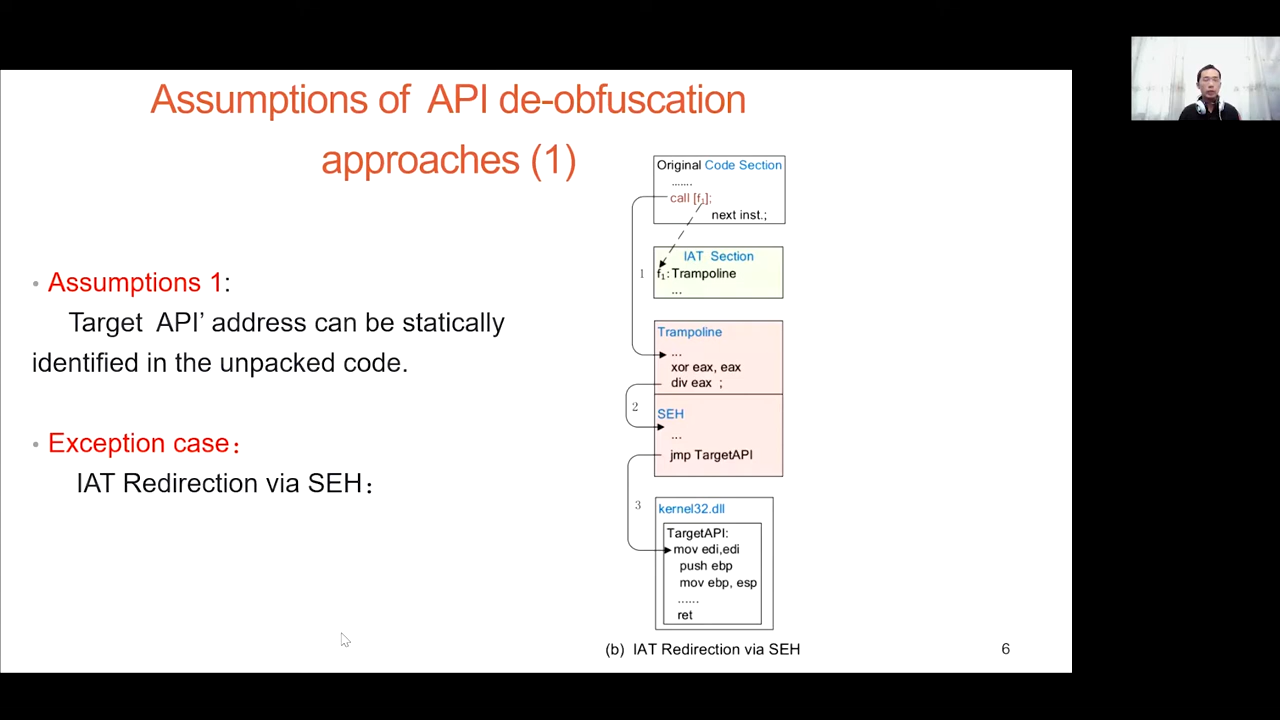 Assumptions of API de-obfuscation
approaches (1)
• Assumptions 1:
Target API’ address can be statically
identified in the unpacked code.
• Exception case：
IAT Redirection via SEH：
Original Code Section
.......
call [f₁];
next inst.;
IAT Section
1
f₁: Trampoline
...
Trampoline
...
xor eax, eax
div eax ;
2
SEH
...
jmp TargetAPI
3
kernel32.dll
TargetAPI:
mov edi,edi
push ebp
mov ebp, esp
......
ret
(b) IAT Redirection via SEH
6